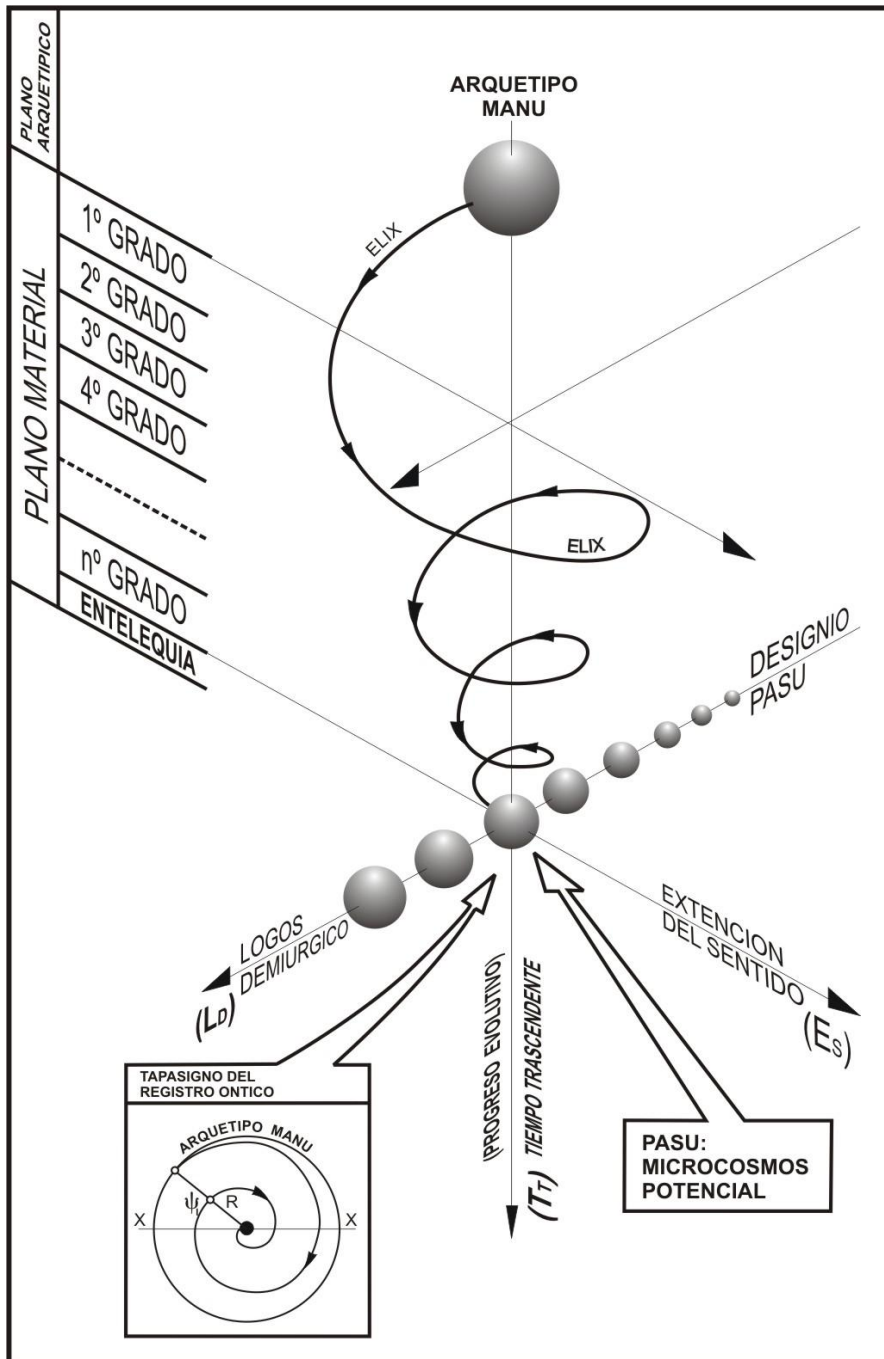 PLANO
ARQUETIPICO
PLANO MATERIAL
1º GRADO
2º GRADO
3º GRADO
4º GRADO
nº GRADO
ENTELEQUIA
ARQUETIPO
MANU
ELIX
ELIX
DESIGNIO
PASU
LOGOS
DEMIURGICO
(LD)
EXTENCION
DEL SENTIDO
(ES)
(PROGRESO EVOLUTIVO)
(TT) TIEMPO TRASCENDENTE
TAPASIGNO DEL
REGISTRO ONTICO
ARQUETIPO MANU
ψ R
X X
PASU:
MICROCOSMOS
POTENCIAL